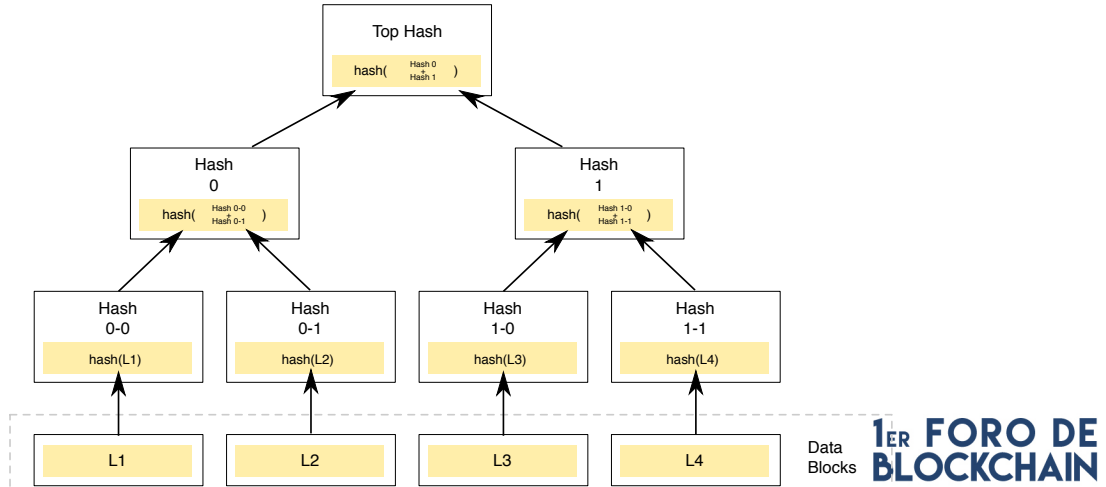 Top Hash
hash( Hash 0 + Hash 1 )
Hash
0
hash( Hash 0-0 + Hash 0-1 )
Hash
1
hash( Hash 1-0 + Hash 1-1 )
Hash
0-0
hash(L1)
Hash
0-1
hash(L2)
Hash
1-0
hash(L3)
Hash
1-1
hash(L4)
L1
L2
L3
L4
Data
Blocks
1ER FORO DE
BLOCKCHAIN